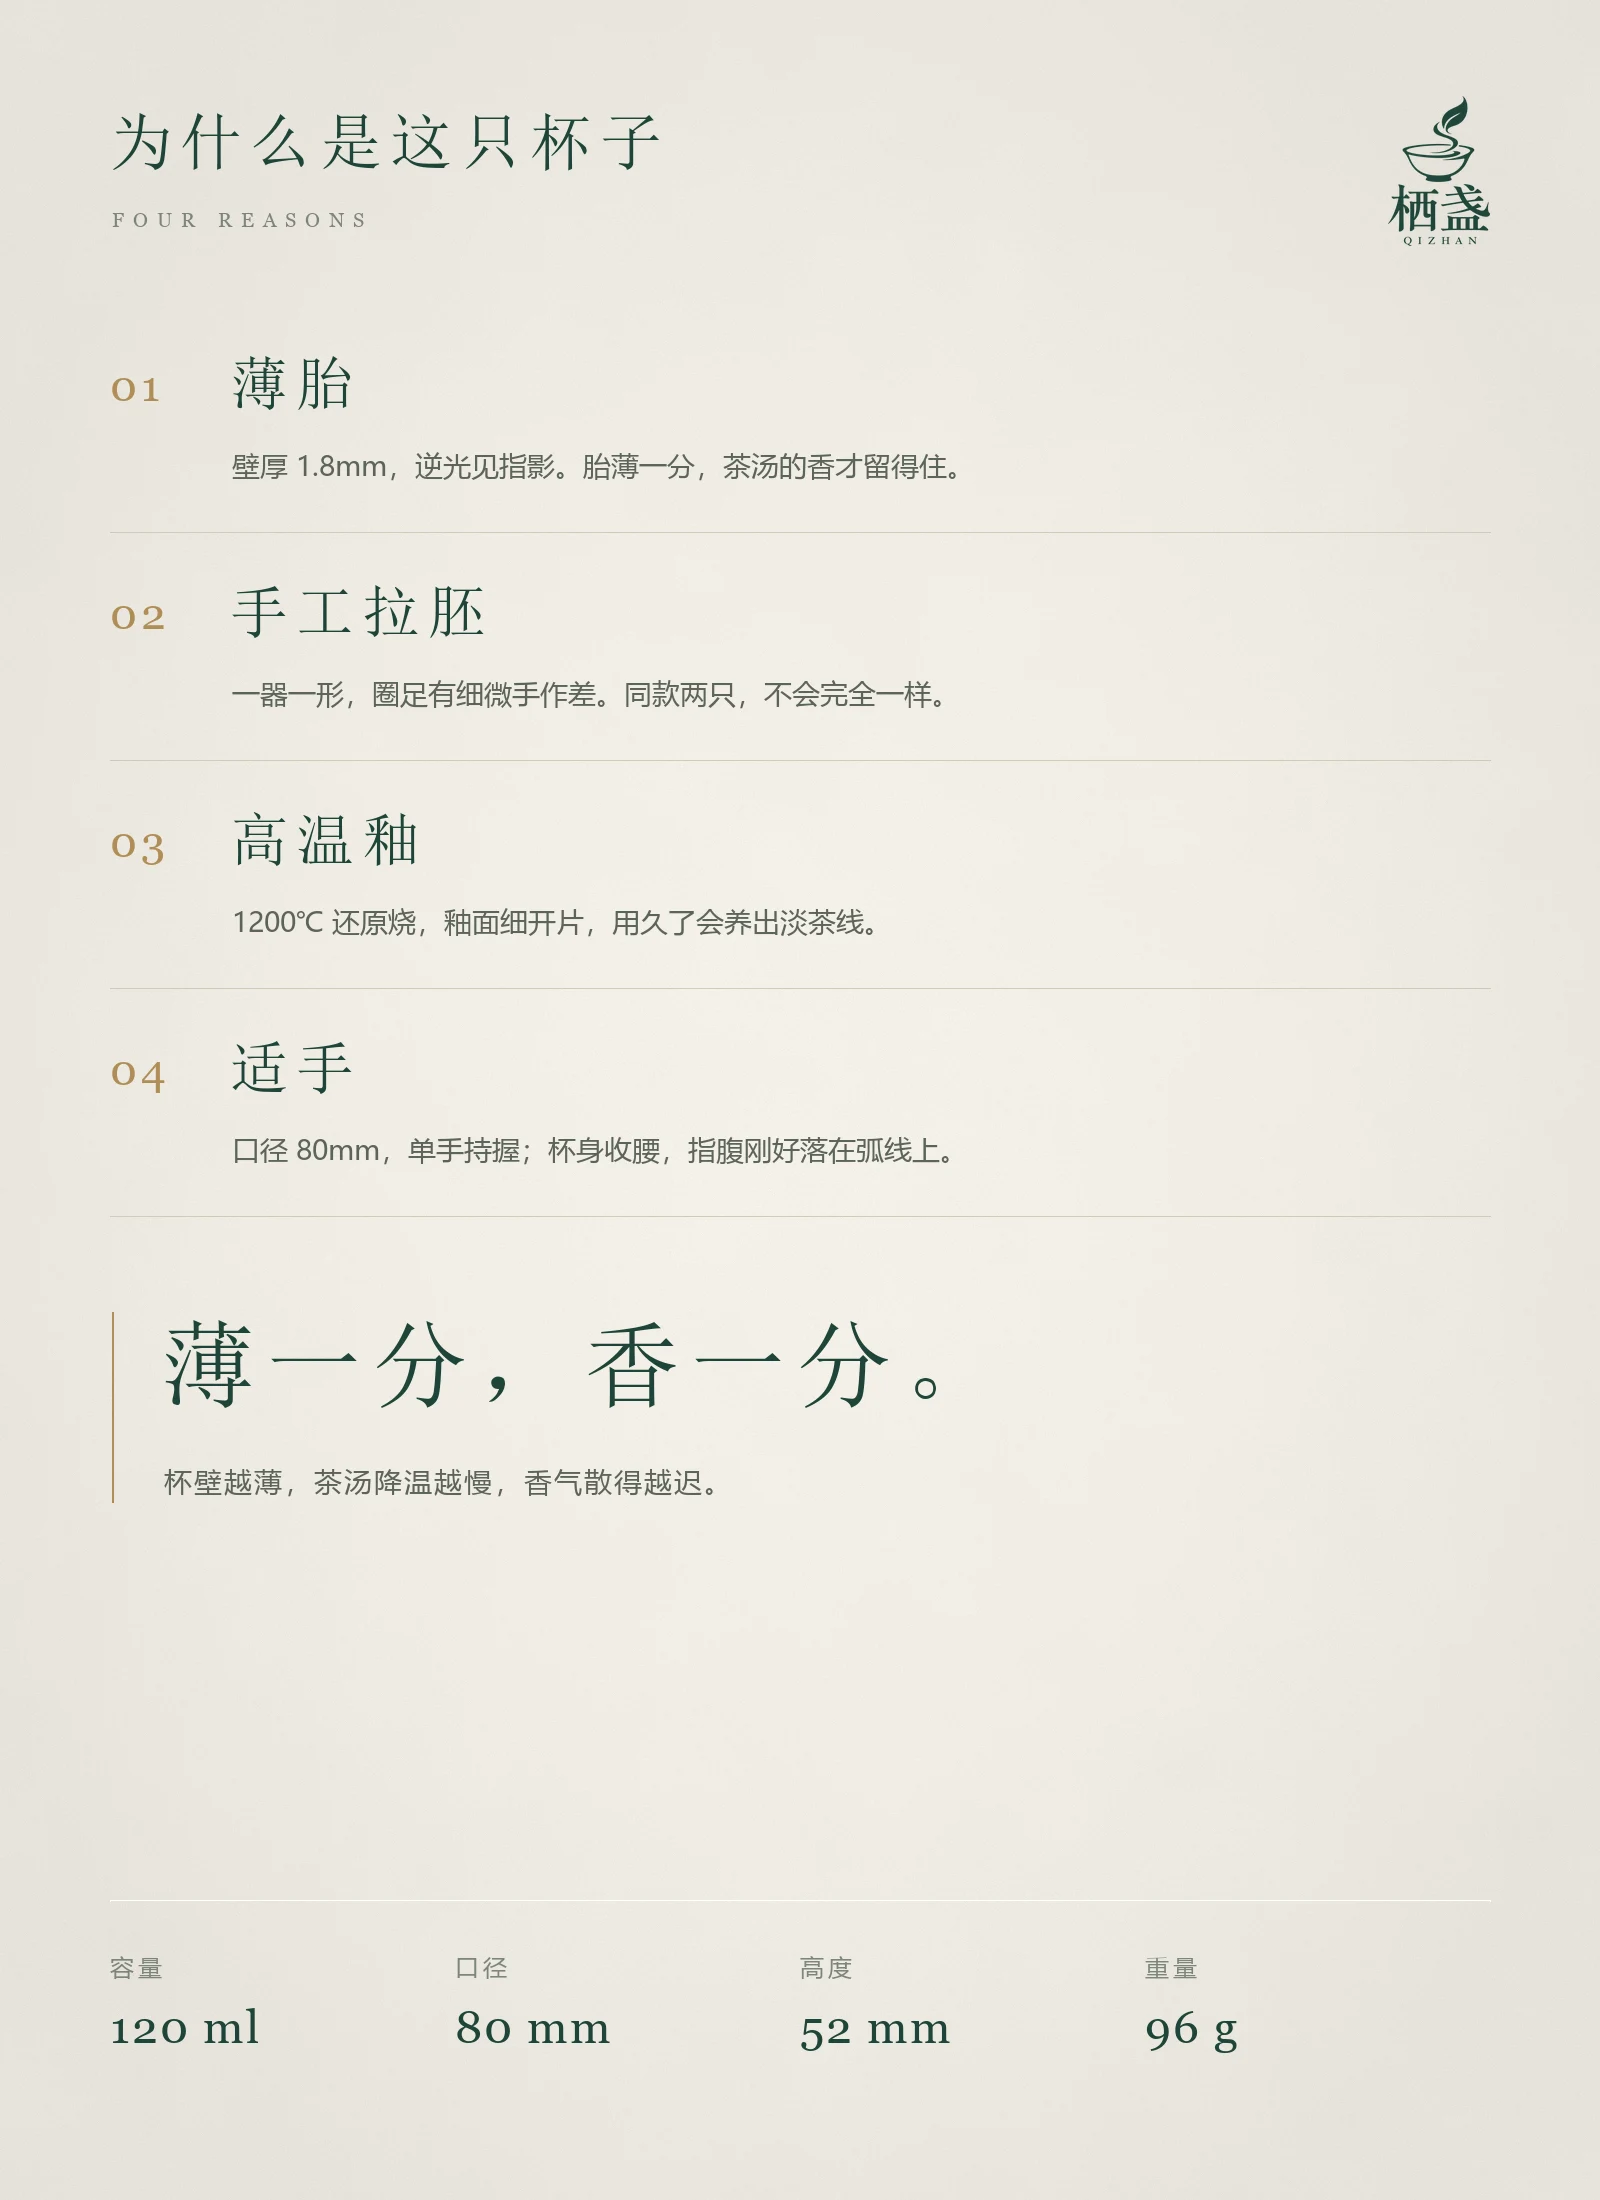 为什么是这只杯子
FOUR REASONS
栖盏
QIZHAN
01 薄胎
壁厚 1.8mm，逆光见指影。胎薄一分，茶汤的香才留得住。
02 手工拉胚
一器一形，圈足有细微手作差。同款两只，不会完全一样。
03 高温釉
1200℃ 还原烧，釉面细开片，用久了会养出淡茶线。
04 适手
口径 80mm，单手持握；杯身收腰，指腹刚好落在弧线上。
薄一分，香一分。
杯壁越薄，茶汤降温越慢，香气散得越迟。
容量 口径 高度 重量
120 ml 80 mm 52 mm 96 g